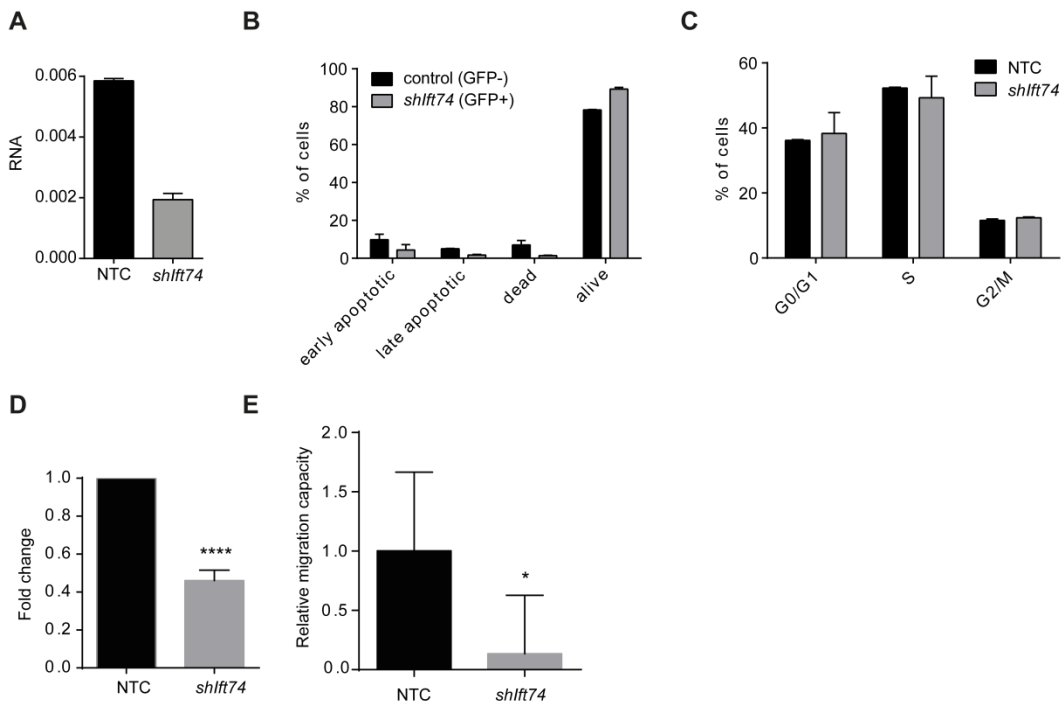 A
RNA
0.006
0.004
0.002
0.000
NTC
shIft74
B
control (GFP-)
shIft74 (GFP+)
% of cells
100
80
60
40
20
0
early apoptotic
late apoptotic
dead
alive
C
NTC
shIft74
% of cells
60
40
20
0
G0/G1
S
G2/M
D
Fold change
1.0
0.8
0.6
0.4
0.2
0.0
****
NTC
shIft74
E
Relative migration capacity
2.0
1.5
1.0
0.5
0.0
*
NTC
shIft74